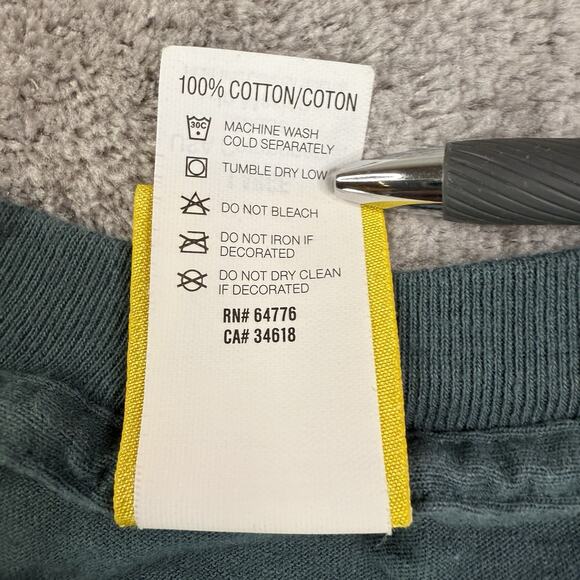 100% COTTON/COTON
30C
MACHINE WASH
COLD SEPARATELY
TUMBLE DRY LOW
DO NOT BLEACH
DO NOT IRON IF
DECORATED
DO NOT DRY CLEAN
IF DECORATED
RN# 64776
CA# 34618